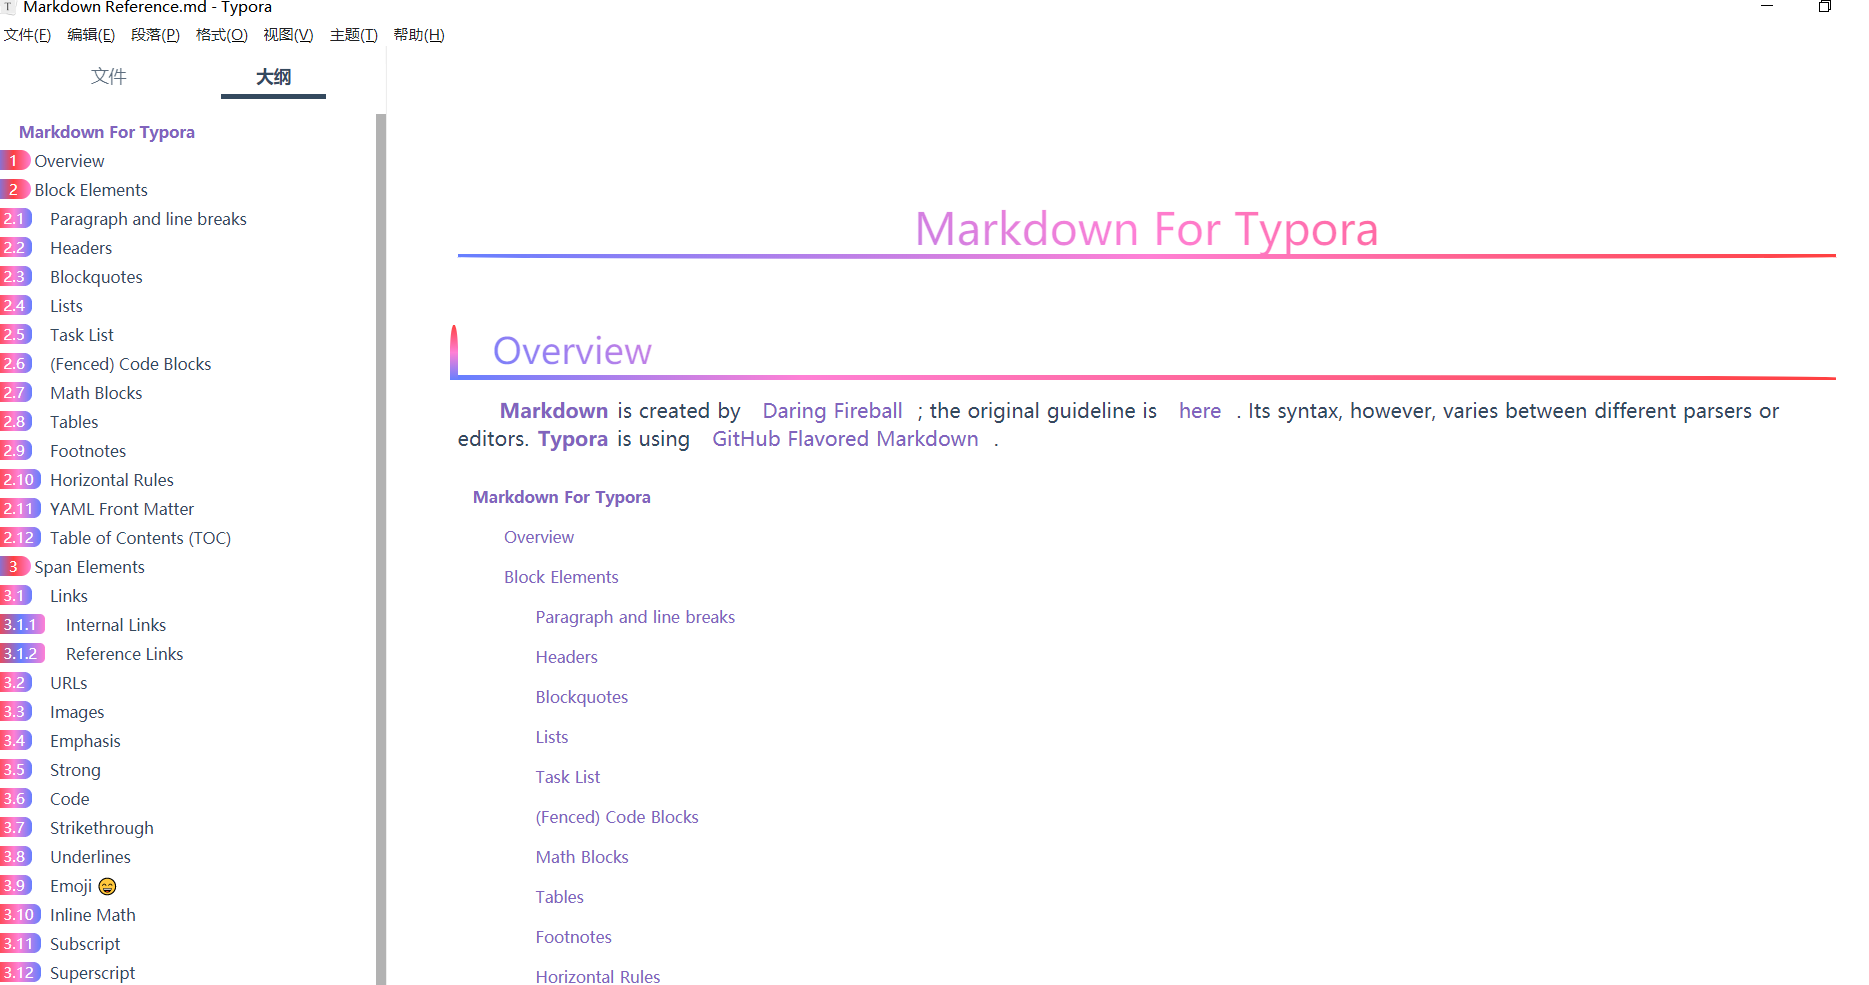 T Markdown Reference.md - Typora
文件(F) 编辑(E) 段落(P) 格式(O) 视图(V) 主题(T) 帮助(H)
文件 大纲
Markdown For Typora
1 Overview
2 Block Elements
2.1 Paragraph and line breaks
2.2 Headers
2.3 Blockquotes
2.4 Lists
2.5 Task List
2.6 (Fenced) Code Blocks
2.7 Math Blocks
2.8 Tables
2.9 Footnotes
2.10 Horizontal Rules
2.11 YAML Front Matter
2.12 Table of Contents (TOC)
3 Span Elements
3.1 Links
3.1.1 Internal Links
3.1.2 Reference Links
3.2 URLs
3.3 Images
3.4 Emphasis
3.5 Strong
3.6 Code
3.7 Strikethrough
3.8 Underlines
3.9 Emoji 😄
3.10 Inline Math
3.11 Subscript
3.12 Superscript
Markdown For Typora
Overview
Markdown is created by Daring Fireball ; the original guideline is here . Its syntax, however, varies between different parsers or
editors. Typora is using GitHub Flavored Markdown .
Markdown For Typora
Overview
Block Elements
Paragraph and line breaks
Headers
Blockquotes
Lists
Task List
(Fenced) Code Blocks
Math Blocks
Tables
Footnotes
Horizontal Rules